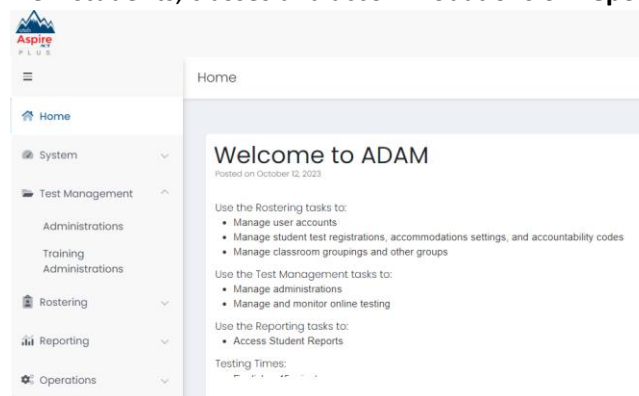 Aspire
PLUS
Home
Home
System
Welcome to ADAM
Posted on October 12, 2023
Test Management
Use the Rostering tasks to:
• Manage user accounts
Administrations
• Manage student test registrations, accommodations settings, and accountability codes
• Manage classroom groupings and other groups
Training
Administrations
Use the Test Management tasks to:
• Manage administrations
• Manage and monitor online testing
Rostering
Use the Reporting tasks to:
• Access Student Reports
Reporting
Testing Times:
Operations